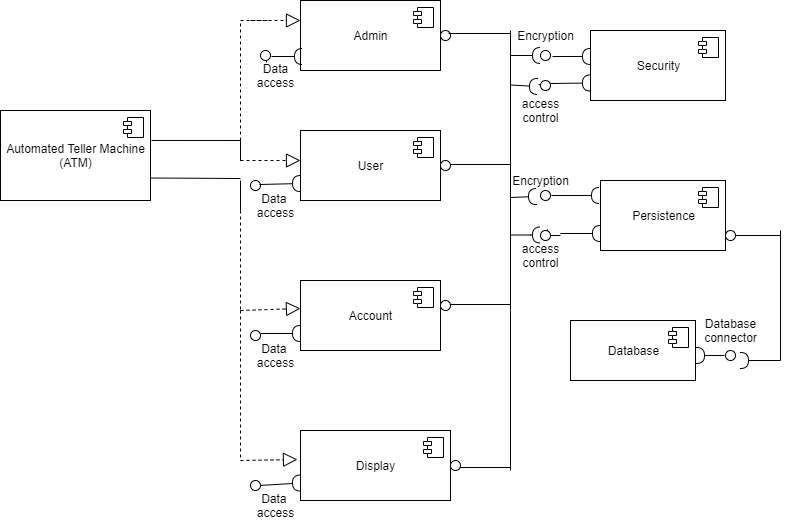 Admin
Data
access
Encryption
Security
access
control
Automated Teller Machine
(ATM)
User
Data
access
Encryption
Persistence
access
control
Account
Data
access
Database
connector
Database
Display
Data
access